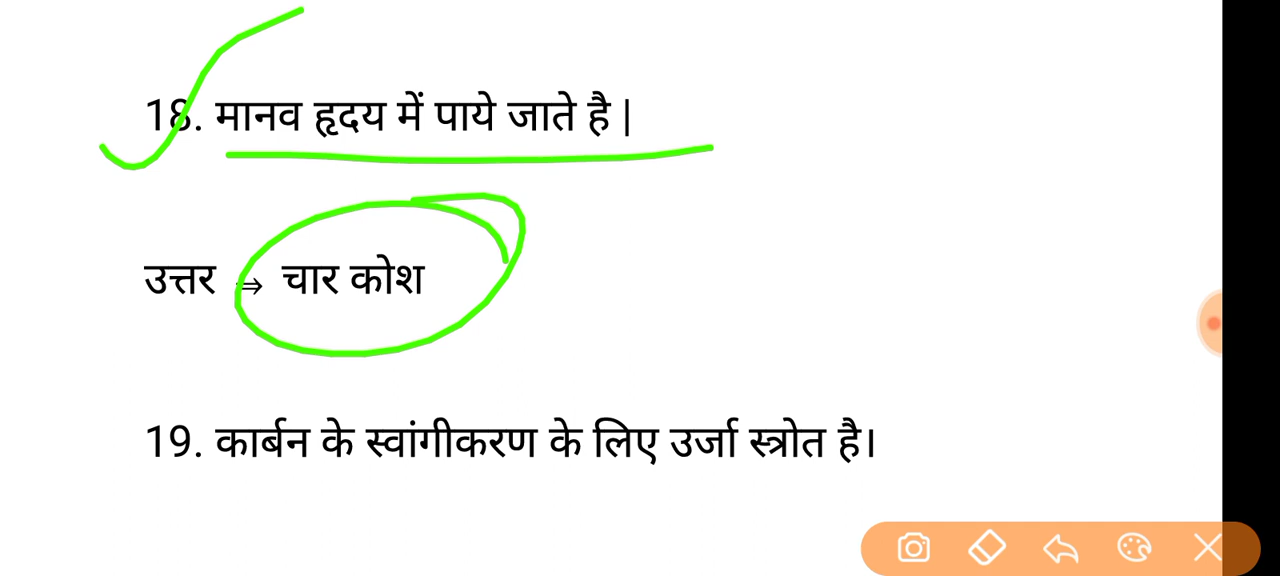 18. मानव हृदय में पाये जाते है |
उत्तर ⇒ चार कोश
19. कार्बन के स्वांगीकरण के लिए उर्जा स्त्रोत है।